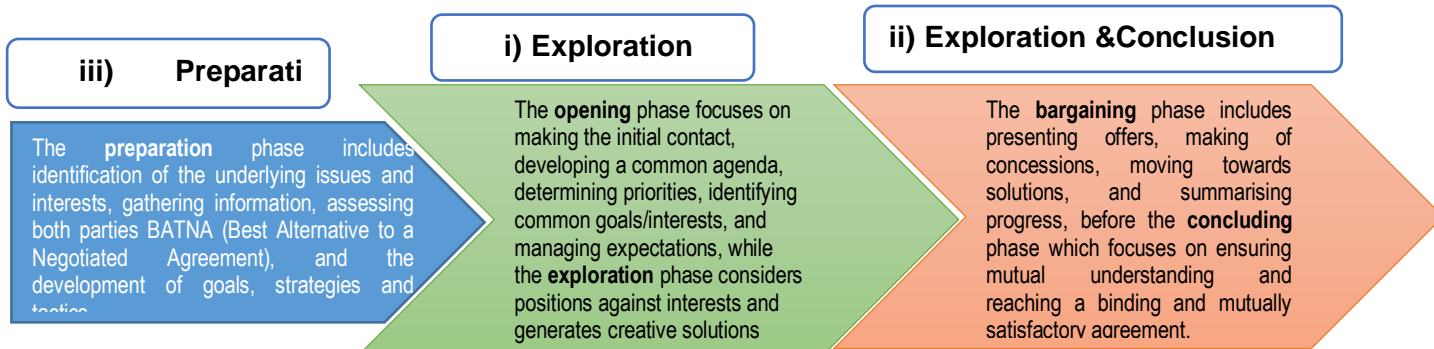 iii) Preparati
The preparation phase includes
identification of the underlying issues and
interests, gathering information, assessing
both parties BATNA (Best Alternative to a
Negotiated Agreement), and the
development of goals, strategies and
tactics
i) Exploration
The opening phase focuses on
making the initial contact,
developing a common agenda,
determining priorities, identifying
common goals/interests, and
managing expectations, while
the exploration phase considers
positions against interests and
generates creative solutions
ii) Exploration &Conclusion
The bargaining phase includes
presenting offers, making of
concessions, moving towards
solutions, and summarising
progress, before the concluding
phase which focuses on ensuring
mutual understanding and
reaching a binding and mutually
satisfactory agreement.